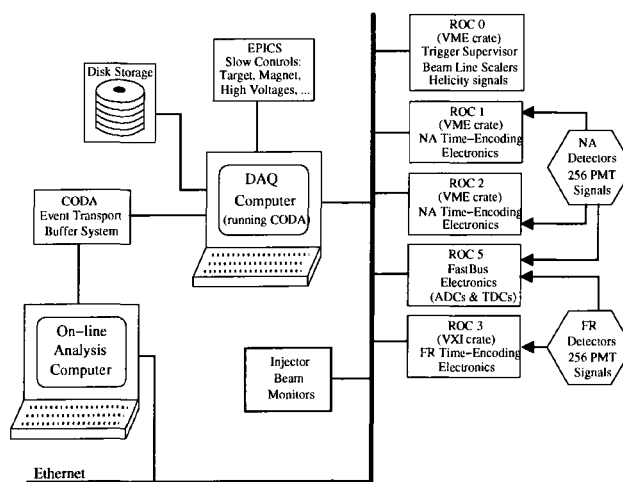 Disk Storage
EPICS
Slow Controls:
Target, Magnet,
High Voltages, ...
ROC 0
(VME crate)
Trigger Supervisor
Beam Line Scalers
Helicity signals
ROC 1
(VME crate)
NA Time-Encoding
Electronics
NA
Detectors
256 PMT
Signals
DAQ
Computer
(running CODA)
ROC 2
(VME crate)
NA Time-Encoding
Electronics
CODA
Event Transport
Buffer System
ROC 5
FastBus
Electronics
(ADCs & TDCs)
On-line
Analysis
Computer
ROC 3
(VXI crate)
FR Time-Encoding
Electronics
FR
Detectors
256 PMT
Signals
Injector
Beam
Monitors
Ethernet